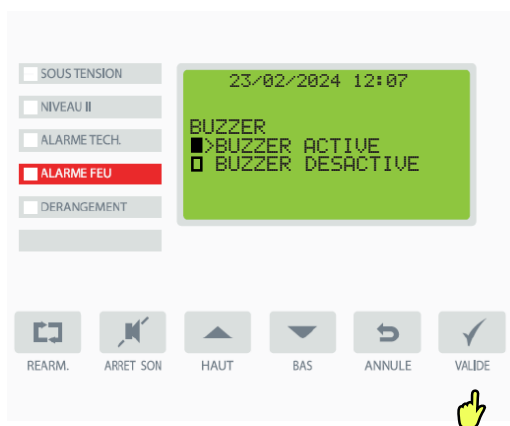 SOUS TENSION
NIVEAU II
ALARME TECH.
ALARME FEU
DERANGEMENT
23/02/2024 12:07
BUZZER
>BUZZER ACTIVE
BUZZER DESACTIVE
REARM.
ARRET SON
HAUT
BAS
ANNULE
VALIDE